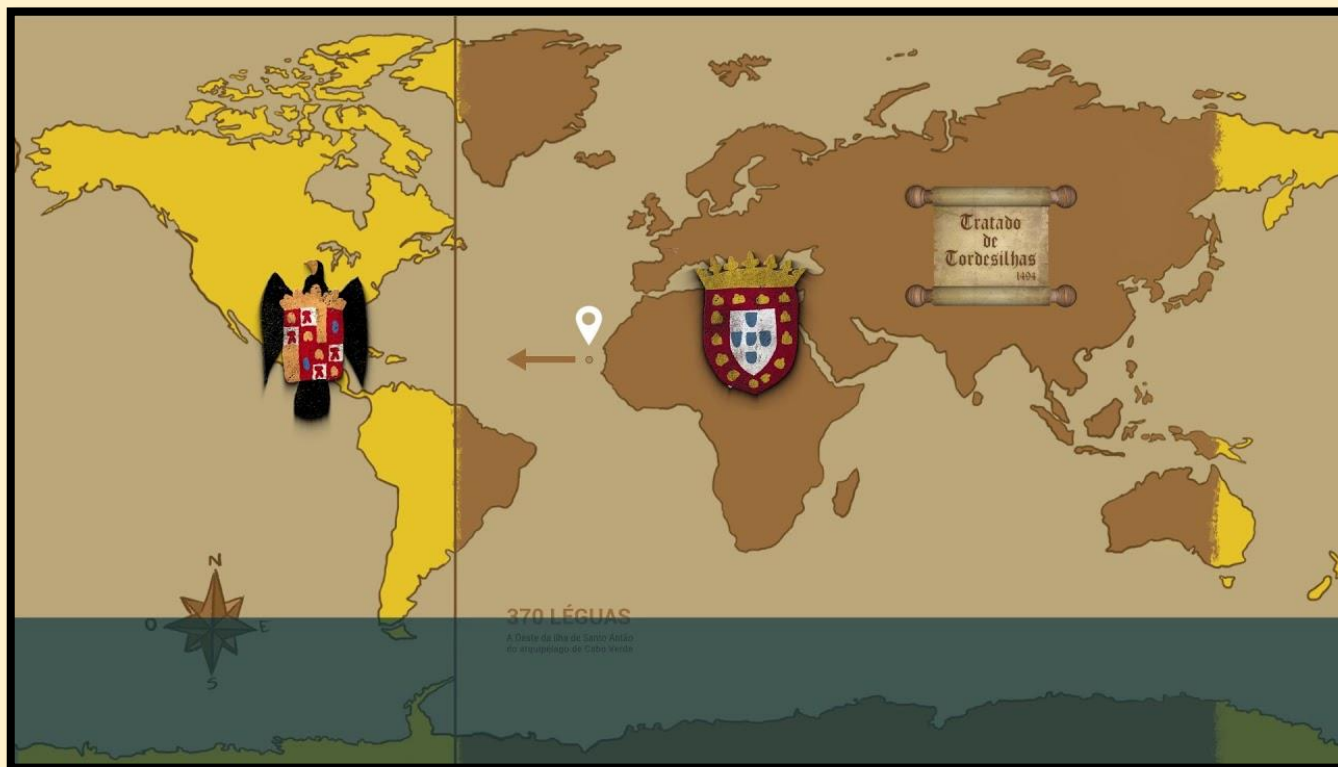 Tratado
de
Tordesilhas
1494
N
O
E
S
370 LÉGUAS
A Oeste da ilha de Santo Antão
do arquipélago de Cabo Verde